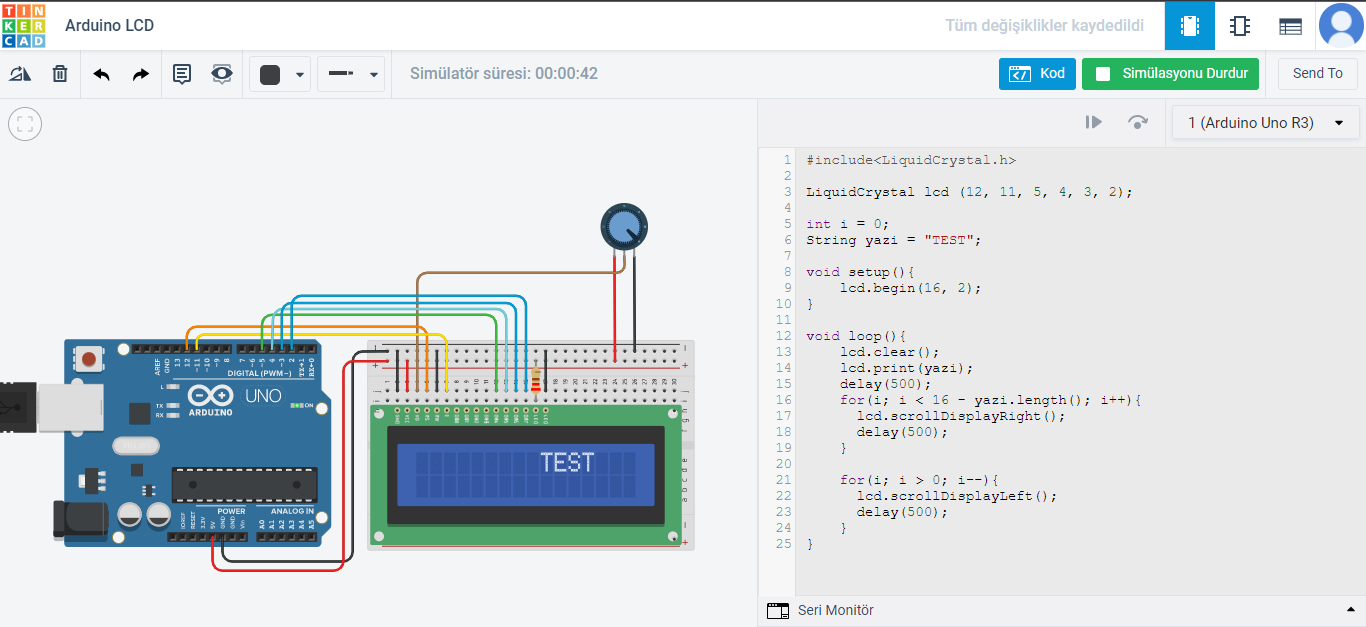 TINKERCAD
Arduino LCD
Tüm değişiklikler kaydedildi
Simülatör süresi: 00:00:42
Kod
Simülasyonu Durdur
Send To
1 (Arduino Uno R3)
1 #include<LiquidCrystal.h>
2
3 LiquidCrystal lcd (12, 11, 5, 4, 3, 2);
4
5 int i = 0;
6 String yazi = "TEST";
7
8 void setup(){
9 lcd.begin(16, 2);
10 }
11
12 void loop(){
13 lcd.clear();
14 lcd.print(yazi);
15 delay(500);
16 for(i; i < 16 - yazi.length(); i++){
17 lcd.scrollDisplayRight();
18 delay(500);
19 }
20
21 for(i; i > 0; i--){
22 lcd.scrollDisplayLeft();
23 delay(500);
24 }
25 }
Seri Monitör
AREF
GND
13
12
~11
~10
~9
8
7
~6
~5
4
~3
2
TX→1
RX←0
DIGITAL (PWM~)
L
TX
RX
ARDUINO
UNO
ON
POWER
ANALOG IN
IOREF
RESET
3.3V
5V
GND
GND
Vin
A0
A1
A2
A3
A4
A5
TEST